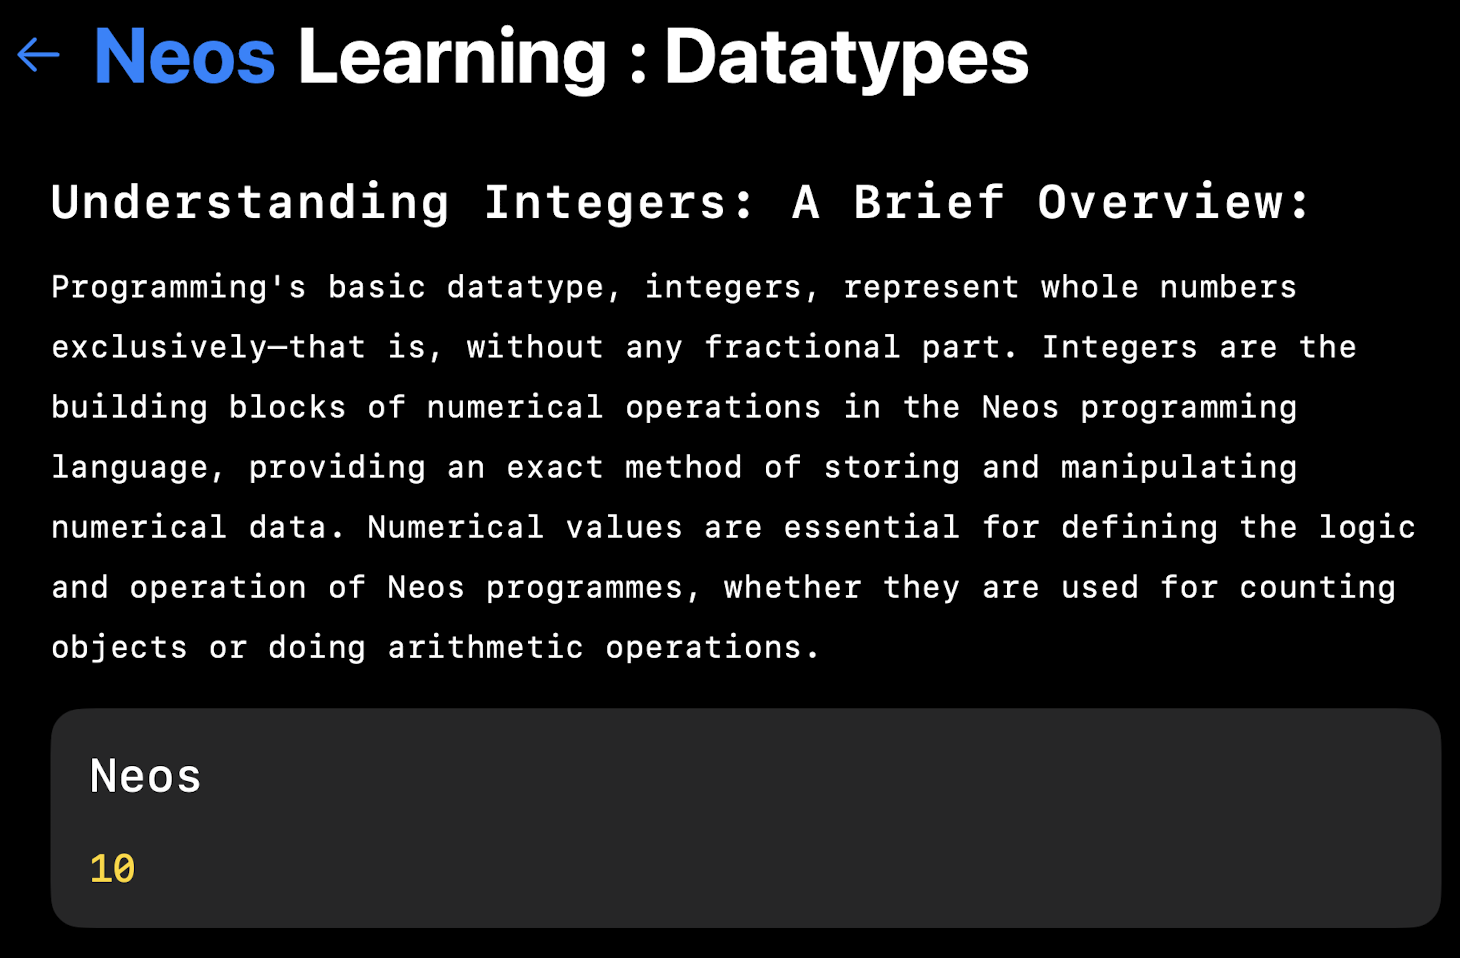 Neos Learning : Datatypes
Understanding Integers: A Brief Overview:
Programming's basic datatype, integers, represent whole numbers
exclusively—that is, without any fractional part. Integers are the
building blocks of numerical operations in the Neos programming
language, providing an exact method of storing and manipulating
numerical data. Numerical values are essential for defining the logic
and operation of Neos programmes, whether they are used for counting
objects or doing arithmetic operations.
Neos
10